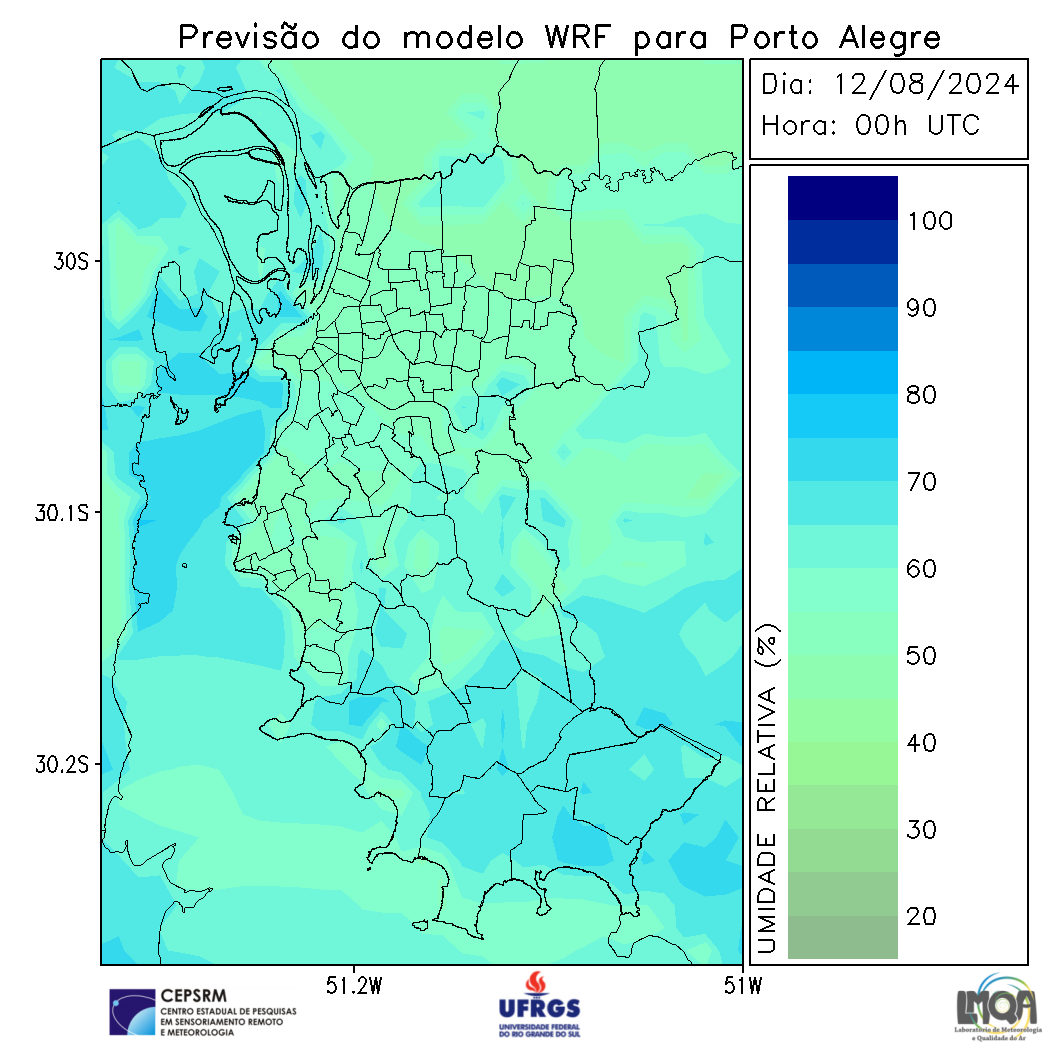 Previsão do modelo WRF para Porto Alegre
Dia: 12/08/2024
Hora: 00h UTC
30S
30.1S
30.2S
51.2W
51W
UMIDADE RELATIVA (%)
100
90
80
70
60
50
40
30
20
CEPSRM
CENTRO ESTADUAL DE PESQUISAS
EM SENSORIAMENTO REMOTO
E METEOROLOGIA
UFRGS
UNIVERSIDADE FEDERAL
DO RIO GRANDE DO SUL
LMQA
Laboratório de Meteorologia
e Qualidade do Ar